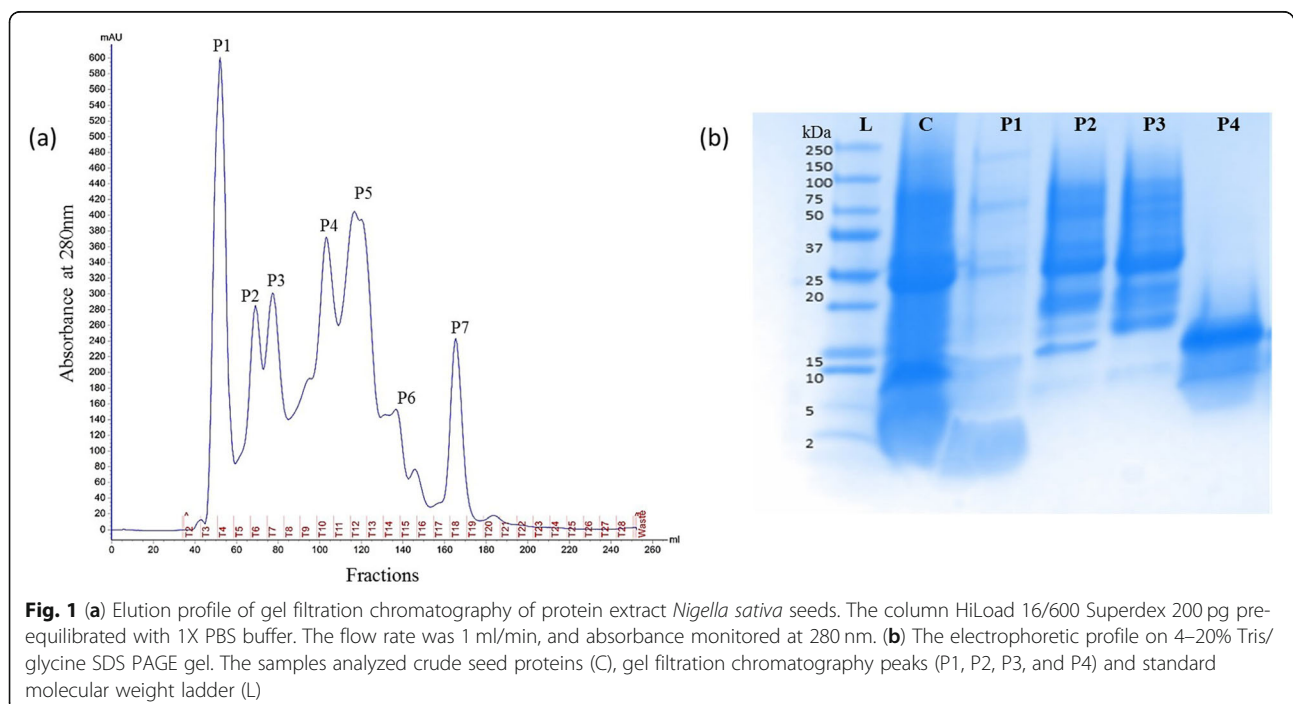 mAU
P1
600
580
560
540
520
500
480
460
440
420
400
380
360
340
320
300
280
260
240
220
200
180
160
140
120
100
80
60
40
20
0
(a)
Absorbance at 280nm
P2
P3
P4
P5
P6
P7
T2 T3 T4 T5 T6 T7 T8 T9 T10 T11 T12 T13 T14 T15 T16 T17 T18 T19 T20 T21 T22 T23 T24 T25 T26 T27 T28 Waste
0 20 40 60 80 100 120 140 160 180 200 220 240 260 ml
Fractions
(b)
kDa L C P1 P2 P3 P4
250
150
100
75
50
37
25
20
15
10
5
2
Fig. 1 (a) Elution profile of gel filtration chromatography of protein extract Nigella sativa seeds. The column HiLoad 16/600 Superdex 200 pg pre-
equilibrated with 1X PBS buffer. The flow rate was 1 ml/min, and absorbance monitored at 280 nm. (b) The electrophoretic profile on 4–20% Tris/
glycine SDS PAGE gel. The samples analyzed crude seed proteins (C), gel filtration chromatography peaks (P1, P2, P3, and P4) and standard
molecular weight ladder (L)